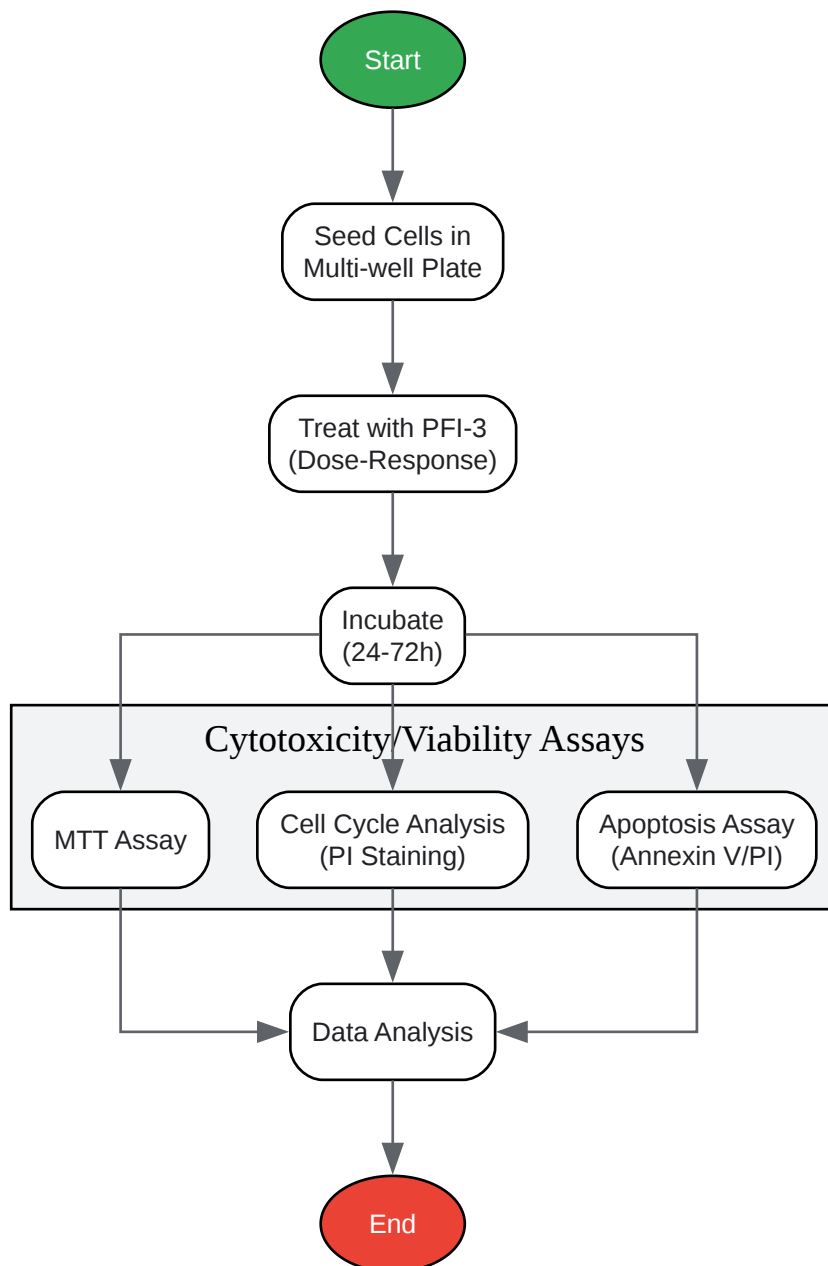 Start
Seed Cells in
Multi-well Plate
Treat with PFI-3
(Dose-Response)
Incubate
(24-72h)
Cytotoxicity/Viability Assays
MTT Assay
Cell Cycle Analysis
(PI Staining)
Apoptosis Assay
(Annexin V/PI)
Data Analysis
End